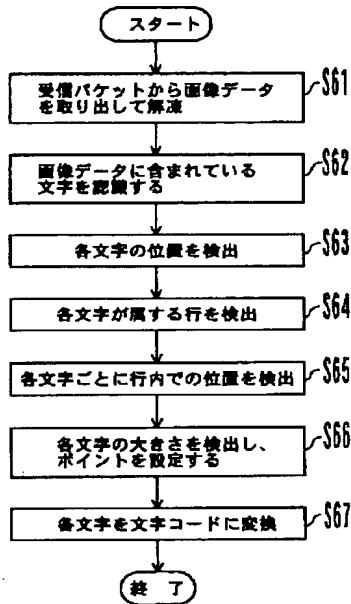 スタート
受信パケットから画像データ
を取り出して解凍
S61
画像データに含まれている
文字を認識する
S62
各文字の位置を検出
S63
各文字が属する行を検出
S64
各文字ごとに行内での位置を検出
S65
各文字の大きさを検出し、
ポイントを設定する
S66
各文字を文字コードに変換
S67
終 了